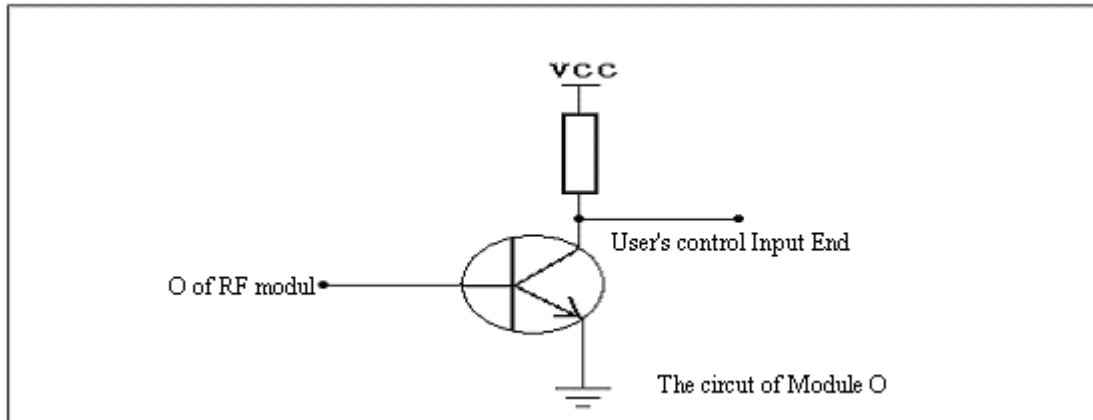 VCC
User's control Input End
O of RF modul
The circut of Module O